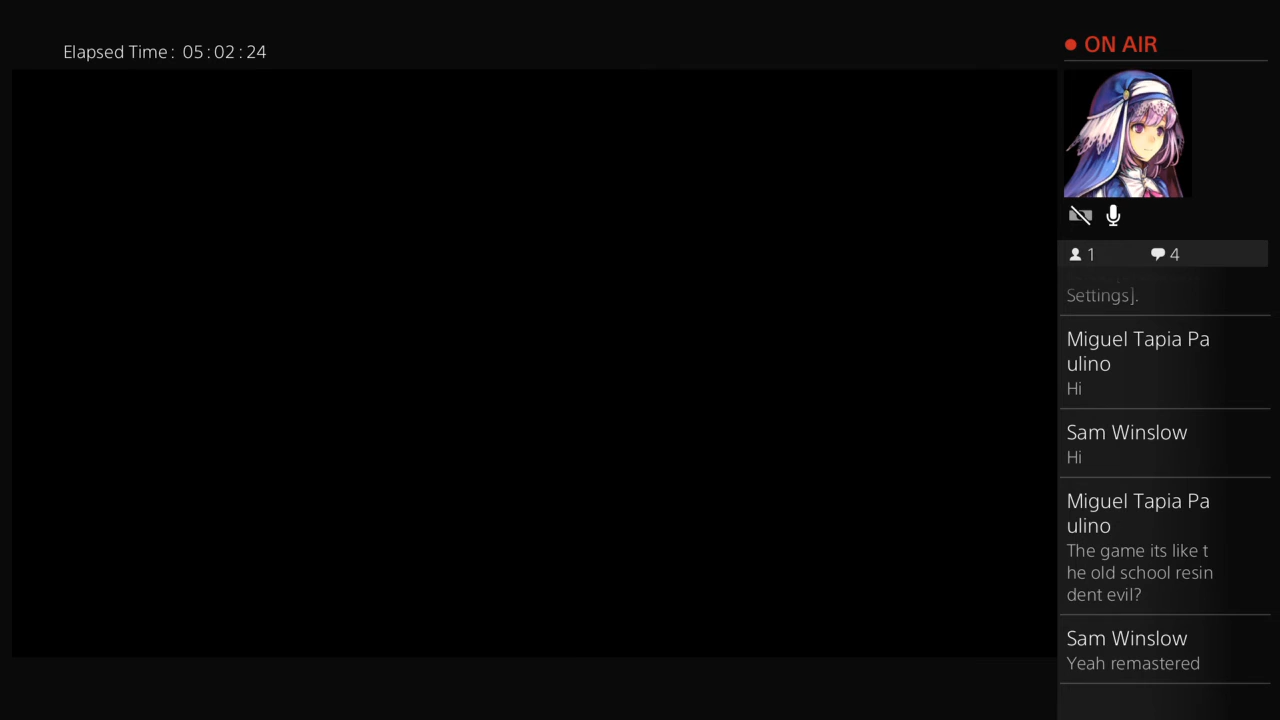 Elapsed Time: 05:02:24
ON AIR
1 4
Settings].
Miguel Tapia Pa
ulino
Hi
Sam Winslow
Hi
Miguel Tapia Pa
ulino
The game its like t
he old school resin
dent evil?
Sam Winslow
Yeah remastered